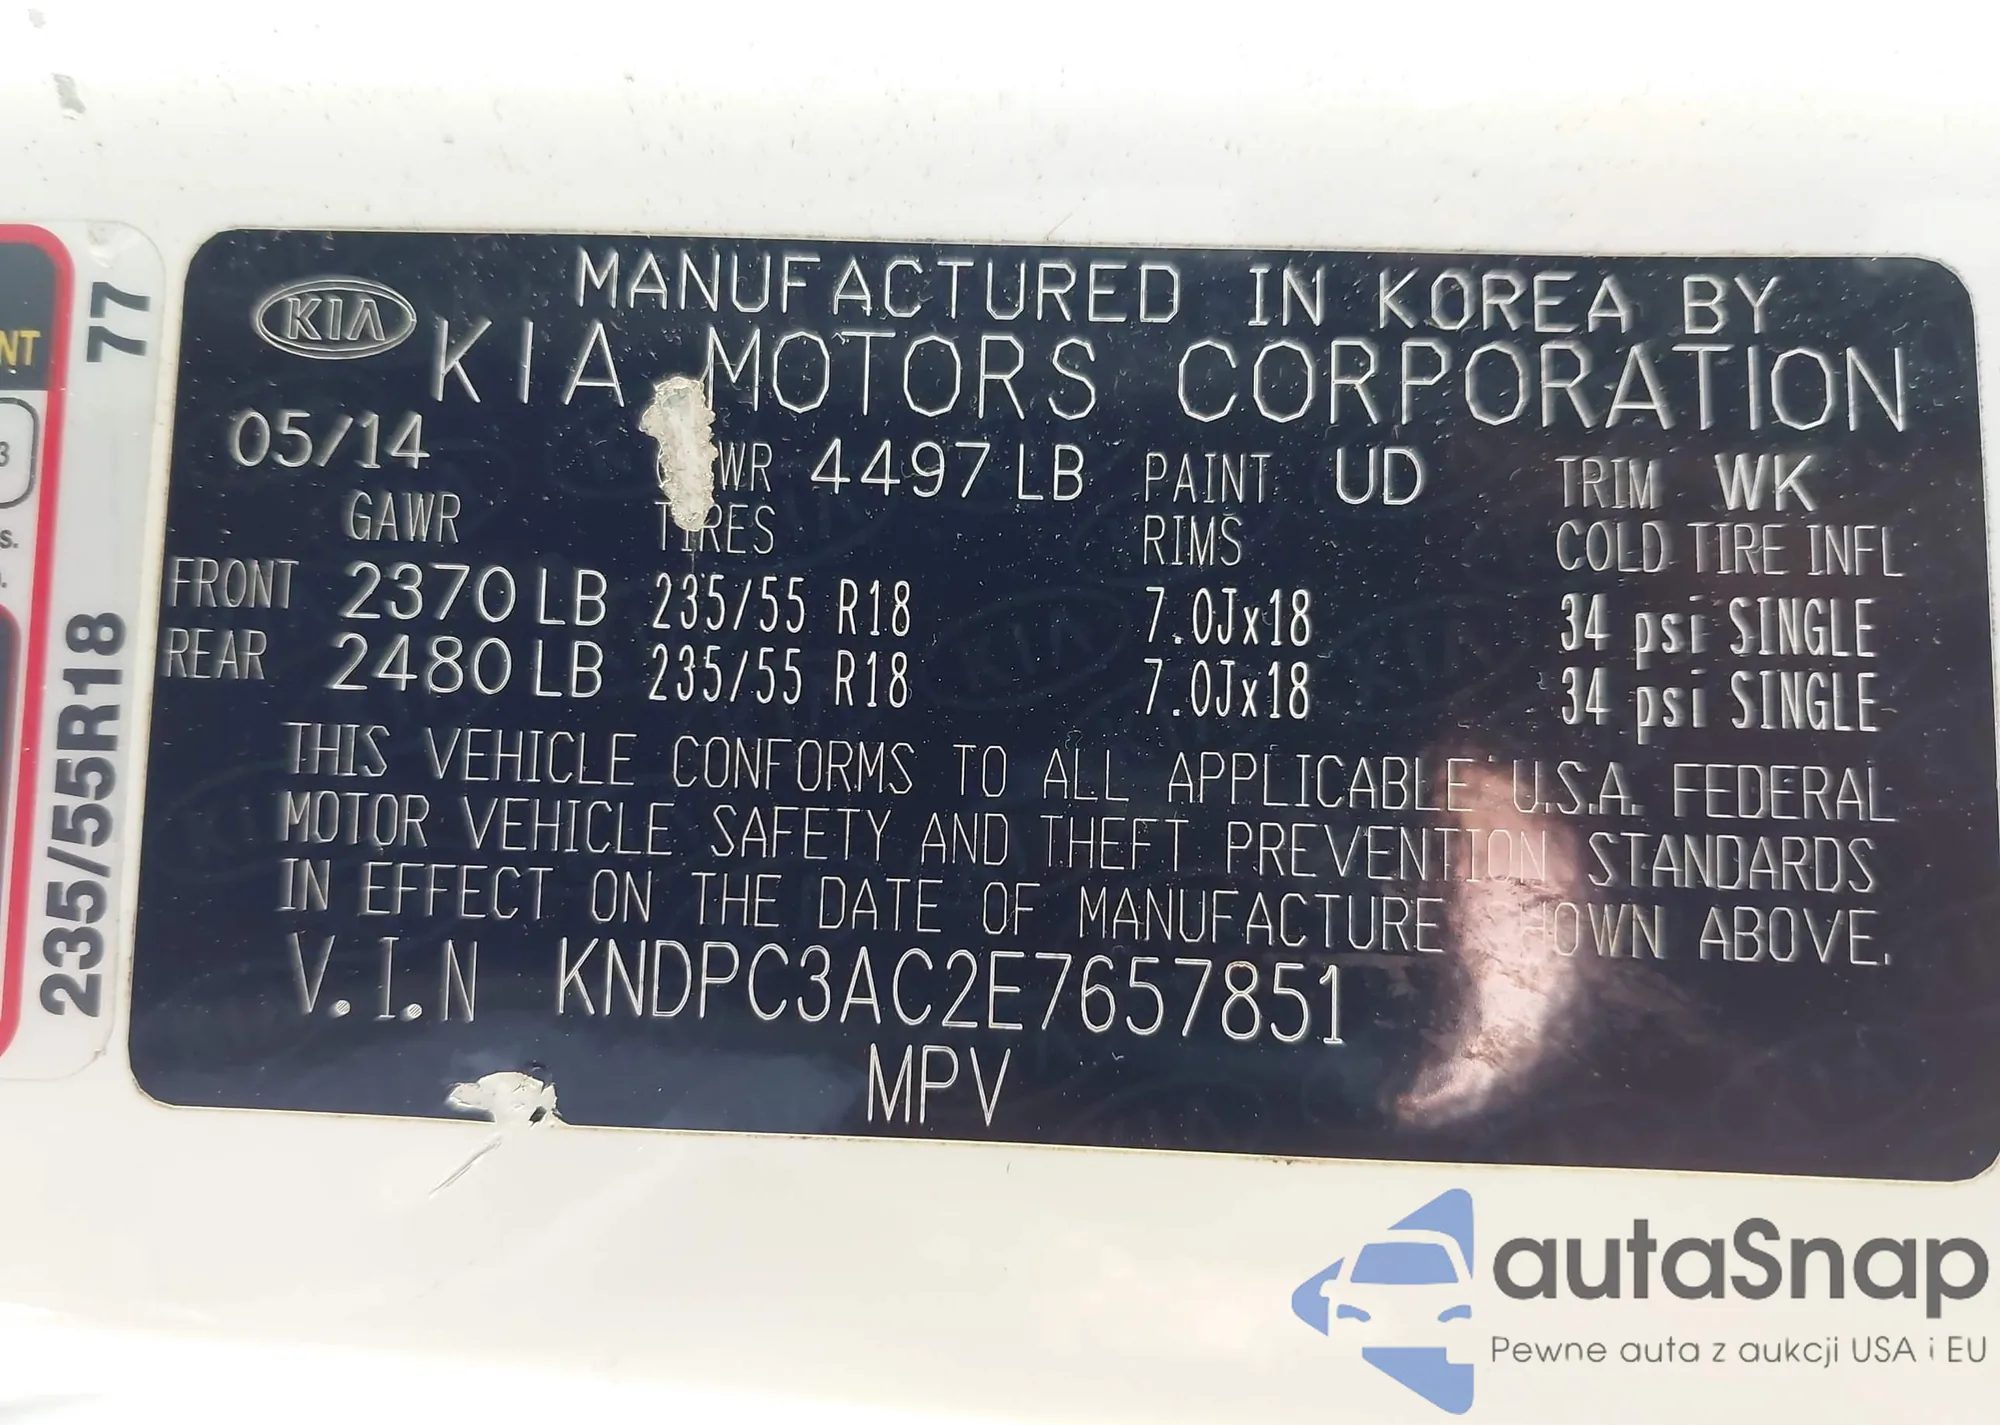 NT
77
3
s.
235/55R18
KIA
MANUFACTURED IN KOREA BY
KIA MOTORS CORPORATION
05/14 WR 4497 LB PAINT UD TRIM WK
GAWR TIRES RIMS COLD TIRE INFL
FRONT 2370 LB 235/55 R18 7.0Jx18 34 psi SINGLE
REAR 2480 LB 235/55 R18 7.0Jx18 34 psi SINGLE
THIS VEHICLE CONFORMS TO ALL APPLICABLE U.S.A. FEDERAL
MOTOR VEHICLE SAFETY AND THEFT PREVENTION STANDARDS
IN EFFECT ON THE DATE OF MANUFACTURE HOWN ABOVE.
V.I.N KNDPC3AC2E7657851
MPV
autaSnap
Pewne auta z aukcji USA i EU